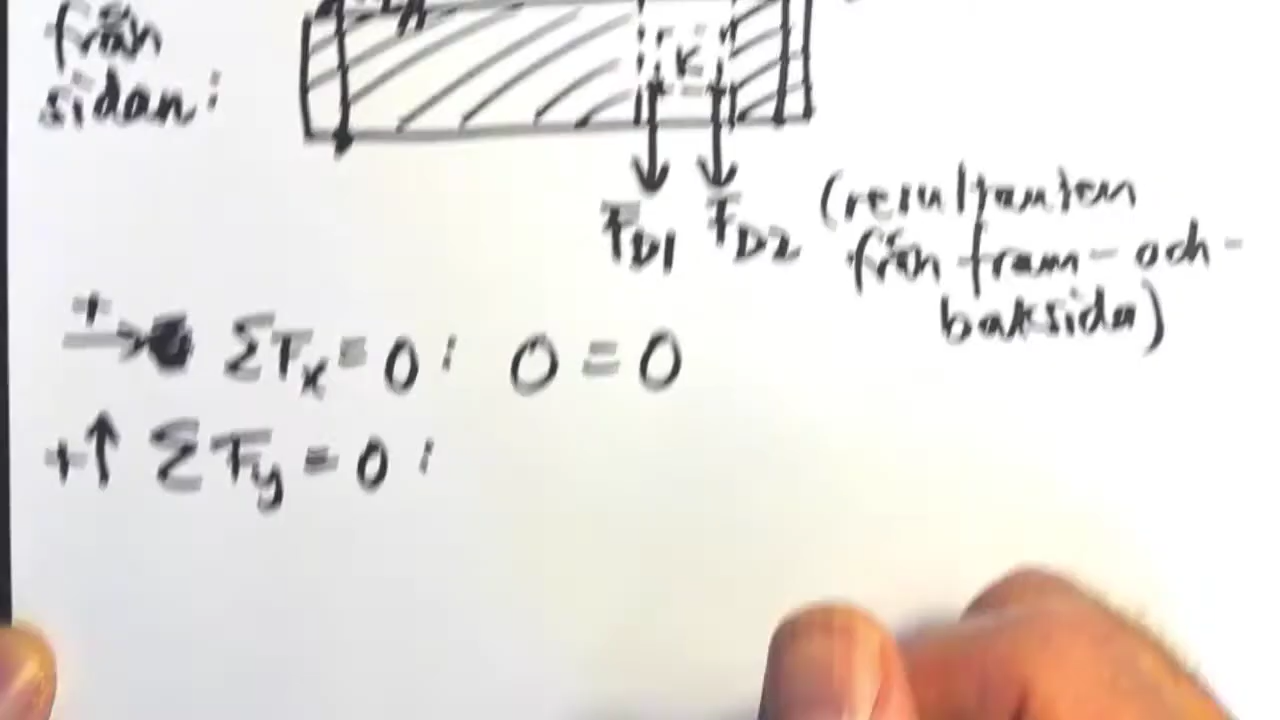 från
sidan:
K
F_D1 F_D2 (resultanten
från fram- och-
baksida)
+→ ΣF_x = 0: 0 = 0
+↑ ΣF_y = 0: